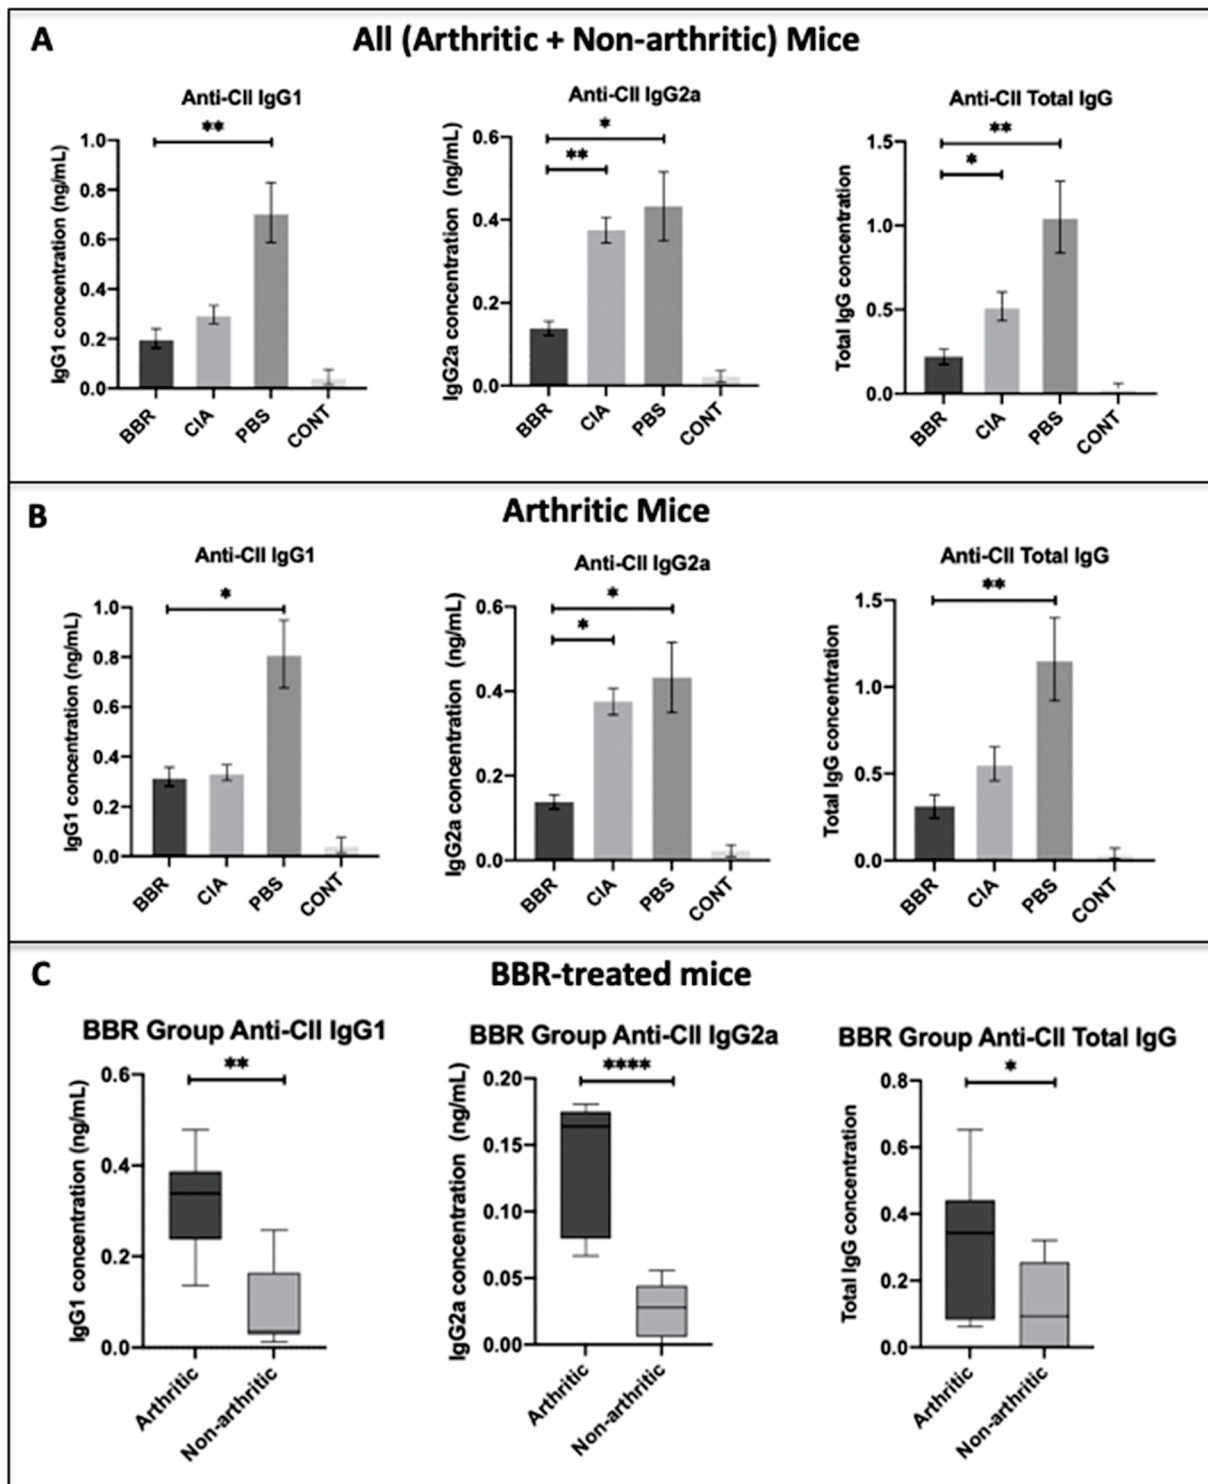 A
All (Arthritic + Non-arthritic) Mice
Anti-CII IgG1
**
IgG1 concentration (ng/mL)
1.0
0.8
0.6
0.4
0.2
0.0
BBR
CIA
PBS
CONT
Anti-CII IgG2a
*
**
IgG2a concentration (ng/mL)
0.6
0.4
0.2
0.0
BBR
CIA
PBS
CONT
Anti-CII Total IgG
**
*
Total IgG concentration
1.5
1.0
0.5
0.0
BBR
CIA
PBS
CONT
B
Arthritic Mice
Anti-CII IgG1
*
IgG1 concentration (ng/mL)
1.0
0.8
0.6
0.4
0.2
0.0
BBR
CIA
PBS
CONT
Anti-CII IgG2a
*
*
IgG2a concentration (ng/mL)
0.6
0.4
0.2
0.0
BBR
CIA
PBS
CONT
Anti-CII Total IgG
**
Total IgG concentration
1.5
1.0
0.5
0.0
BBR
CIA
PBS
CONT
C
BBR-treated mice
BBR Group Anti-CII IgG1
**
IgG1 concentration (ng/mL)
0.6
0.4
0.2
0.0
Arthritic
Non-arthritic
BBR Group Anti-CII IgG2a
****
IgG2a concentration (ng/mL)
0.20
0.15
0.10
0.05
0.00
Arthritic
Non-arthritic
BBR Group Anti-CII Total IgG
*
Total IgG concentration
0.8
0.6
0.4
0.2
0.0
Arthritic
Non-arthritic